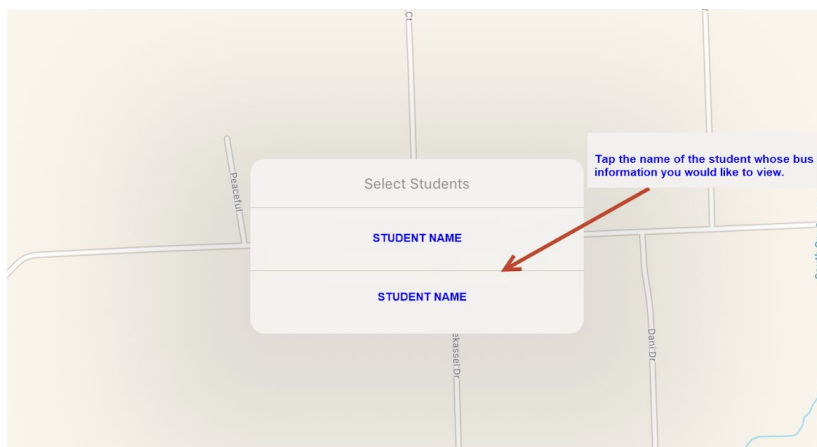 Ct
Peaceful
Select Students
Tap the name of the student whose bus
information you would like to view.
STUDENT NAME
STUDENT NAME
Dani Dr